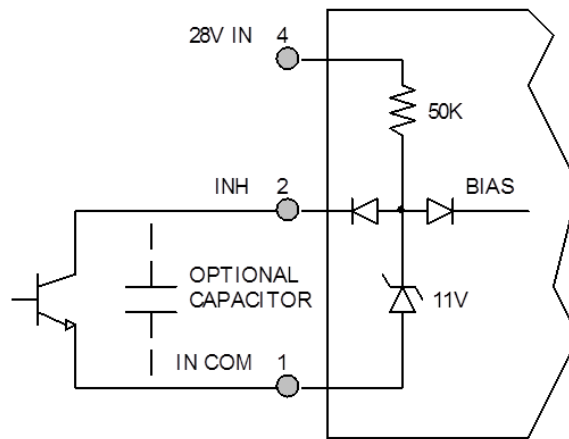 28V IN 4
50K
INH 2
BIAS
OPTIONAL
CAPACITOR
11V
IN COM 1